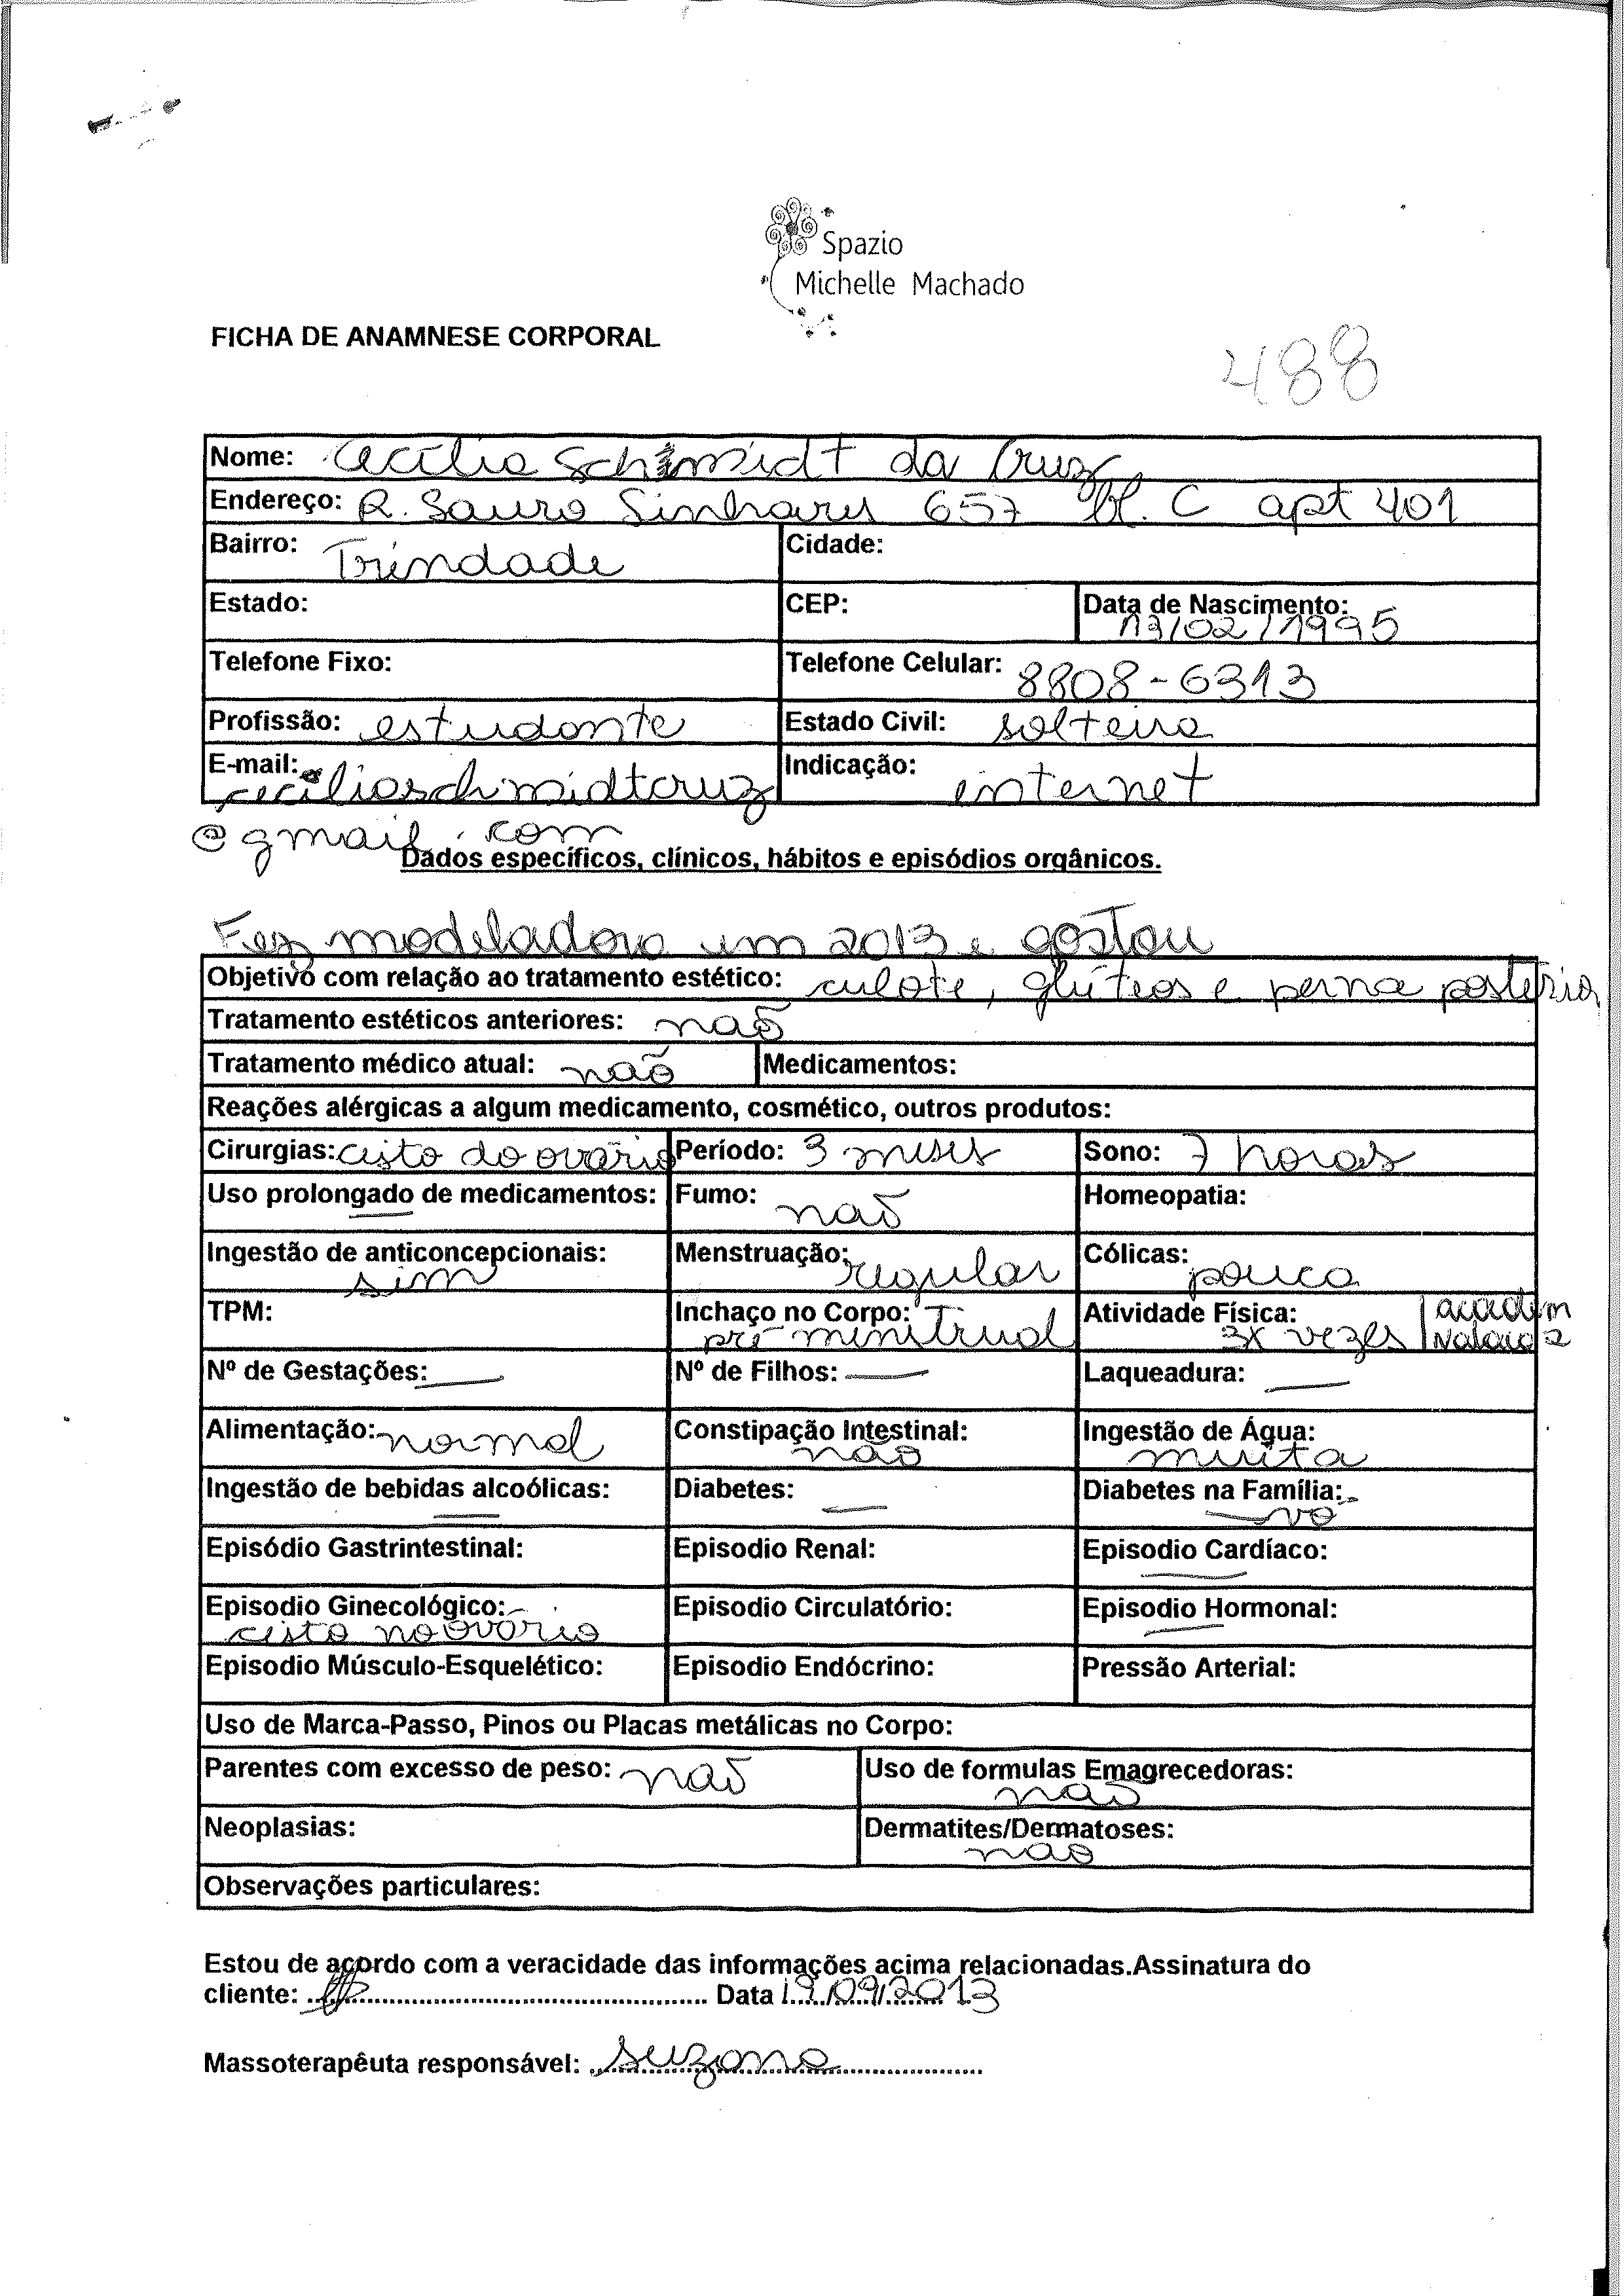 Spazio
Michelle Machado
FICHA DE ANAMNESE CORPORAL
488
Nome: Cecília Schimidt da Cruz
Endereço: R. Sauro 657 bl. C apt 401
Bairro: Trindade Cidade:
Estado: CEP: Data de Nascimento: 13/02/1995
Telefone Fixo: Telefone Celular: 8808-6313
Profissão: estudante Estado Civil: solteira
E-mail: ceciliaschimidtcruz Indicação: internet
@gmail.com
Dados específicos, clínicos, hábitos e episódios orgânicos.
Fez modeladora em 2013 e gostou
Objetivo com relação ao tratamento estético: culote, glúteos e perna posterio
Tratamento estéticos anteriores: não
Tratamento médico atual: não Medicamentos:
Reações alérgicas a algum medicamento, cosmético, outros produtos:
Cirurgias: cisto do ovário Período: 3 meses Sono: 7 horas
Uso prolongado de medicamentos: — Fumo: não Homeopatia:
Ingestão de anticoncepcionais: sim Menstruação: regular Cólicas: pouca
TPM: Inchaço no Corpo: pré minitrual Atividade Física: 3x vezes academ
Nº de Gestações: — Nº de Filhos: — Laqueadura: —
Alimentação: normal Constipação Intestinal: não Ingestão de Água: muita
Ingestão de bebidas alcoólicas: — Diabetes: — Diabetes na Família: — vó
Episódio Gastrintestinal: Episodio Renal: Episodio Cardíaco: —
Episodio Ginecológico: cisto no ovário Episodio Circulatório: Episodio Hormonal: —
Episodio Músculo-Esquelético: Episodio Endócrino: Pressão Arterial:
Uso de Marca-Passo, Pinos ou Placas metálicas no Corpo:
Parentes com excesso de peso: não Uso de formulas Emagrecedoras: não
Neoplasias: Dermatites/Dermatoses: não
Observações particulares:
Estou de acordo com a veracidade das informações acima relacionadas.Assinatura do
cliente: Data 19/09/2013
Massoterapêuta responsável: Suzana